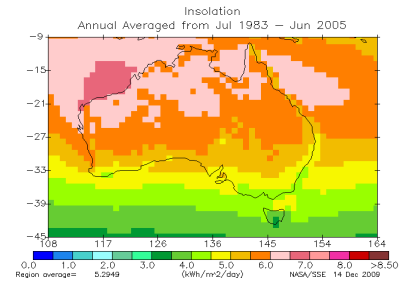 Insolation
Annual Averaged from Jul 1983 – Jun 2005
-9
-15
-21
-27
-33
-45
108 117 126 136 145 154 164
0.0 1.0 2.0 3.0 4.0 5.0 6.0 7.0 8.0 >8.50
Region average= 5.2949 (kWh/m2/day) NASA/SSE 14 Dec 2009